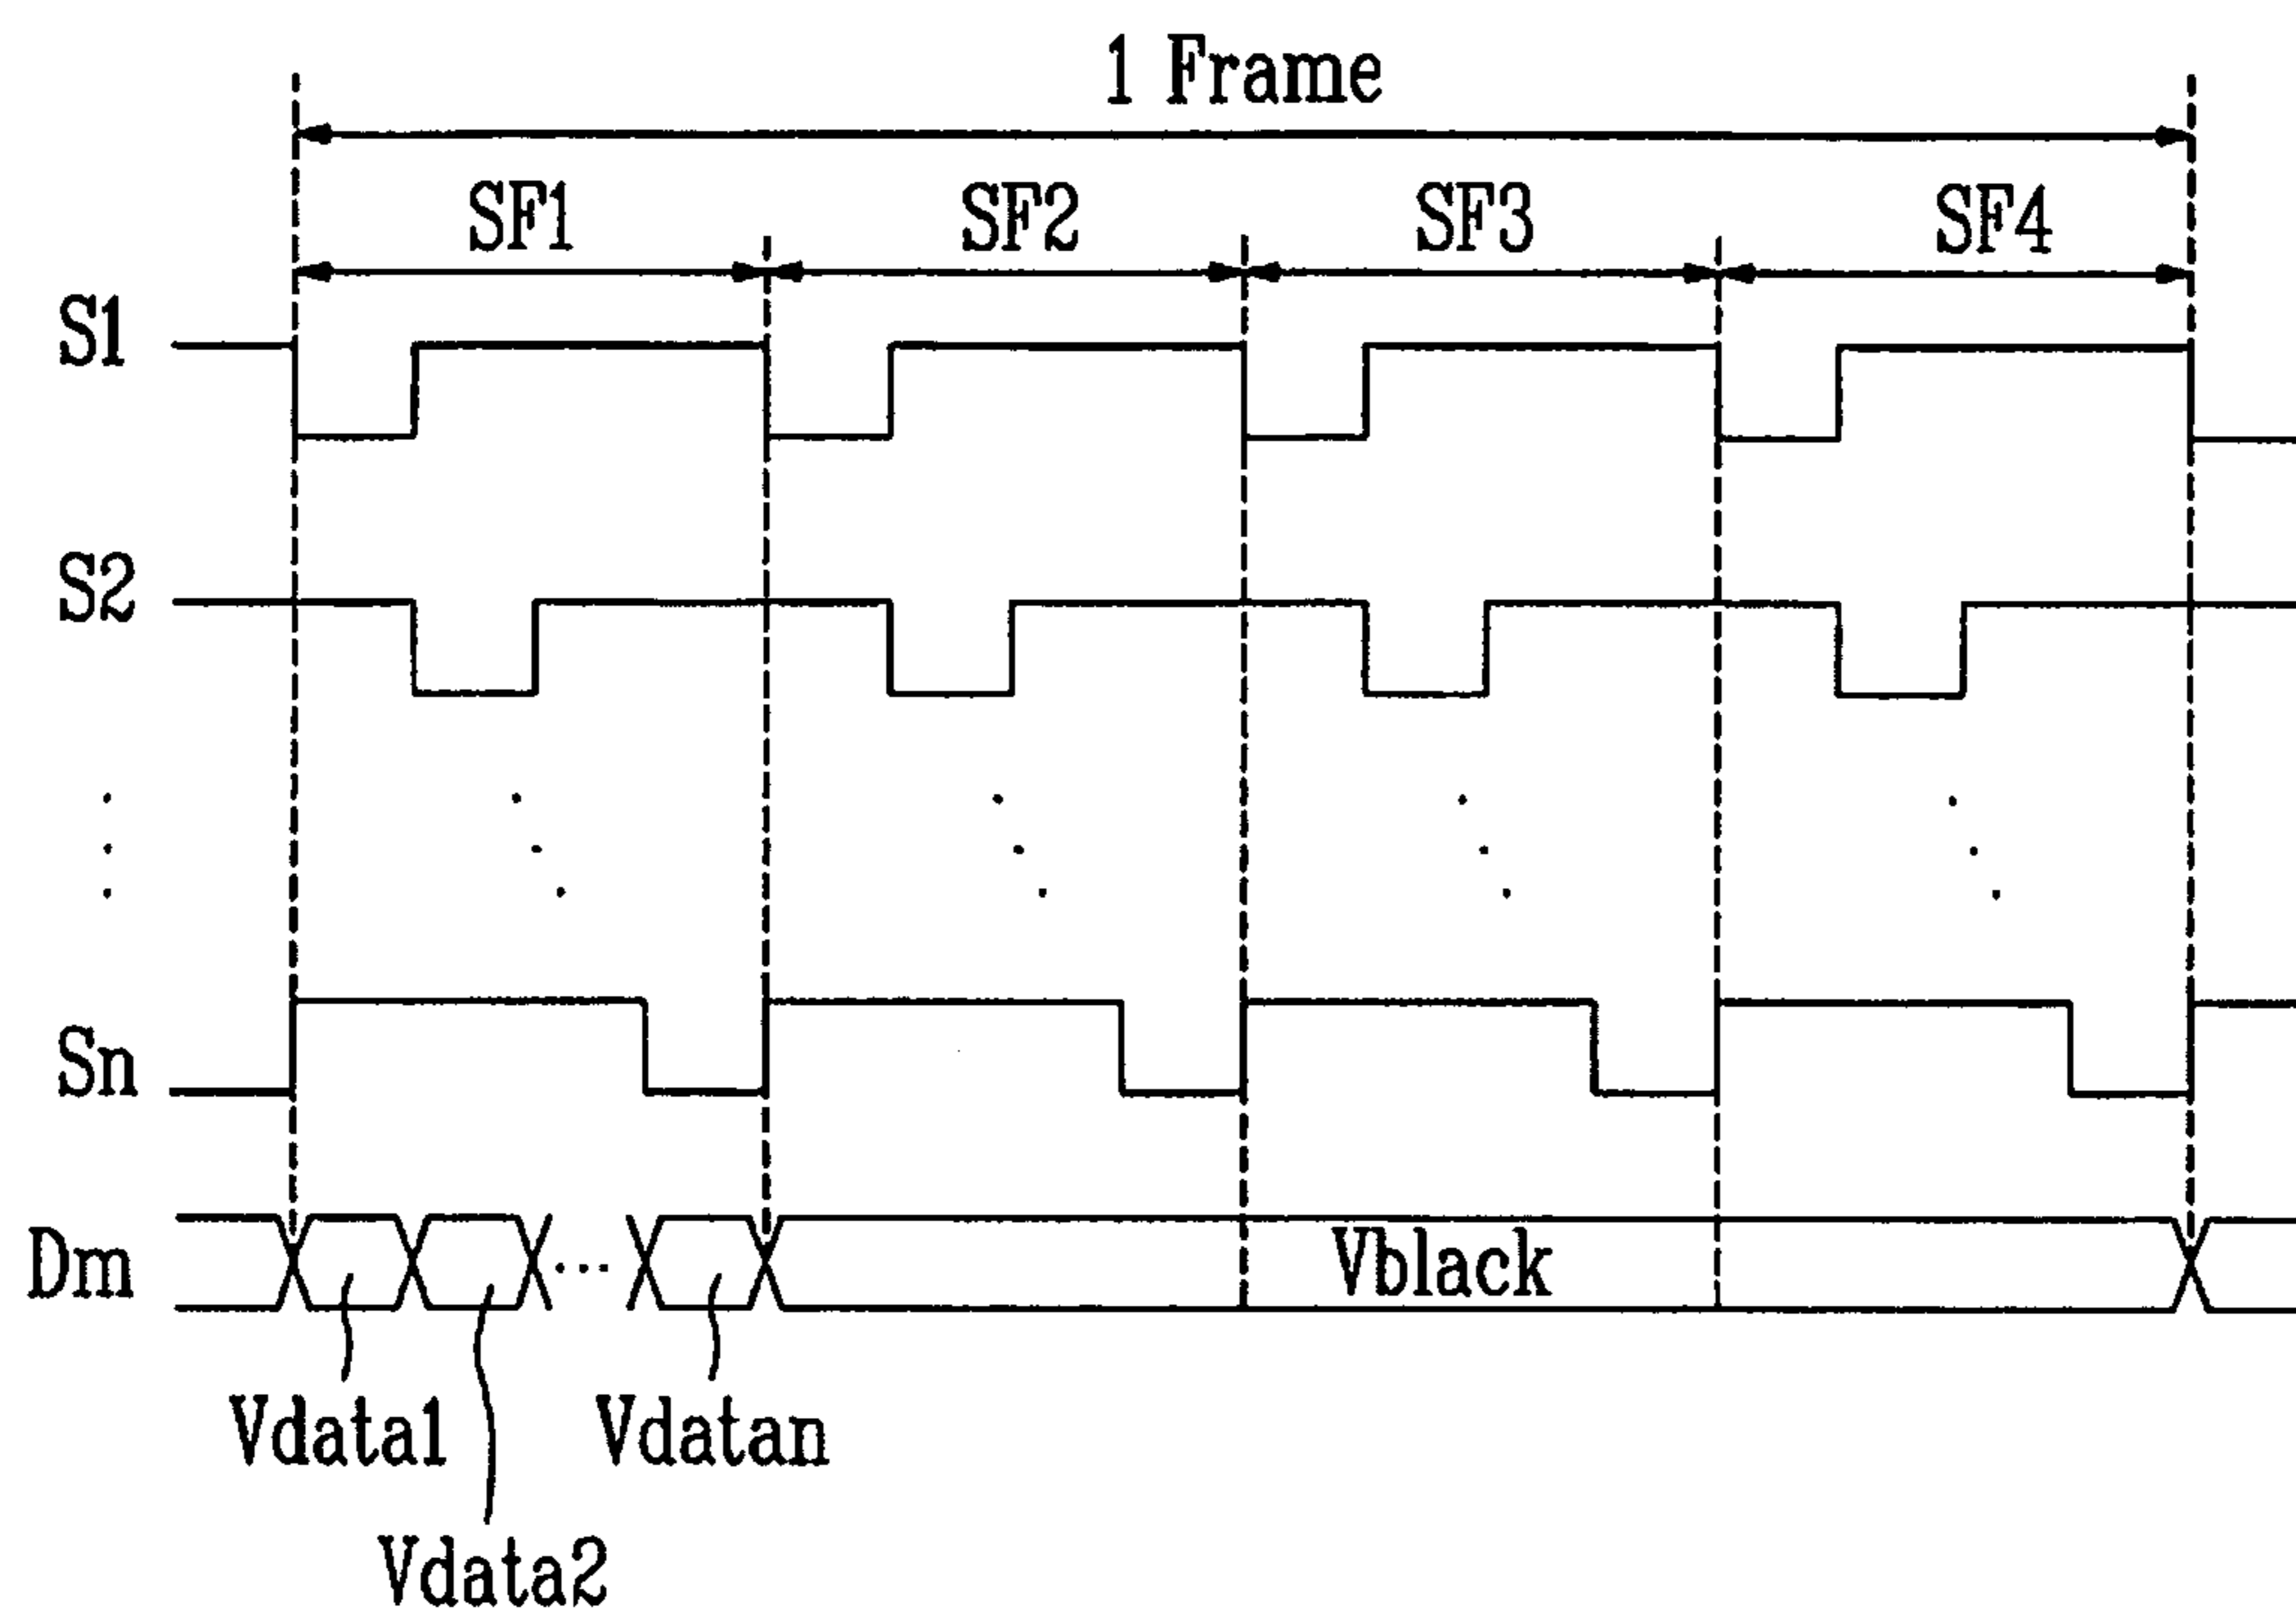 1 Frame
SF1 SF2 SF3 SF4
S1
S2
Sn
Dm ... Vblack
Vdata1 Vdatan
Vdata2